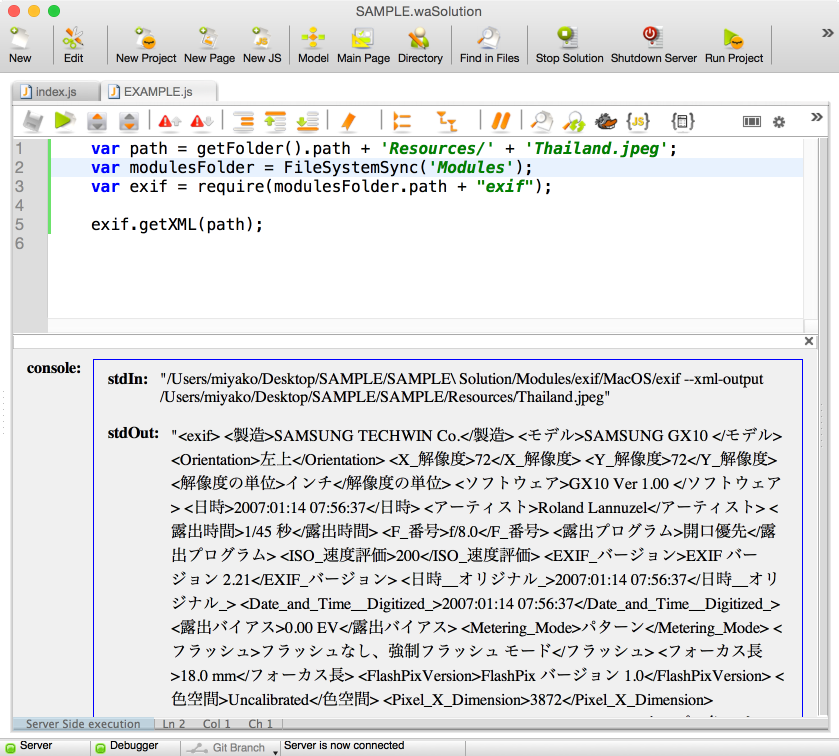 SAMPLE.waSolution
New Edit New Project New Page New JS Model Main Page Directory Find in Files Stop Solution Shutdown Server Run Project
index.js EXAMPLE.js
1 var path = getFolder().path + 'Resources/' + 'Thailand.jpeg';
2 var modulesFolder = FileSystemSync('Modules');
3 var exif = require(modulesFolder.path + "exif");
4
5 exif.getXML(path);
6
console:
stdIn: "/Users/miyako/Desktop/SAMPLE/SAMPLE\ Solution/Modules/exif/MacOS/exif --xml-output
/Users/miyako/Desktop/SAMPLE/SAMPLE/Resources/Thailand.jpeg"
stdOut: "<exif> <製造>SAMSUNG TECHWIN Co.</製造> <モデル>SAMSUNG GX10 </モデル>
<Orientation>左上</Orientation> <X_解像度>72</X_解像度> <Y_解像度>72</Y_解像度>
<解像度の単位>インチ</解像度の単位> <ソフトウェア>GX10 Ver 1.00 </ソフトウェア
> <日時>2007:01:14 07:56:37</日時> <アーティスト>Roland Lannuzel</アーティスト> <
露出時間>1/45 秒</露出時間> <F_番号>f/8.0</F_番号> <露出プログラム>開口優先</露
出プログラム> <ISO_速度評価>200</ISO_速度評価> <EXIF_バージョン>EXIF バー
ジョン 2.21</EXIF_バージョン> <日時__オリジナル_>2007:01:14 07:56:37</日時__オリ
ジナル_> <Date_and_Time__Digitized_>2007:01:14 07:56:37</Date_and_Time__Digitized_>
<露出バイアス>0.00 EV</露出バイアス> <Metering_Mode>パターン</Metering_Mode> <
フラッシュ>フラッシュなし、強制フラッシュ モード</フラッシュ> <フォーカス長
>18.0 mm</フォーカス長> <FlashPixVersion>FlashPix バージョン 1.0</FlashPixVersion> <
色空間>Uncalibrated</色空間> <Pixel_X_Dimension>3872</Pixel_X_Dimension>
Server Side execution Ln 2 Col 1 Ch 1
Server Debugger Git Branch Server is now connected